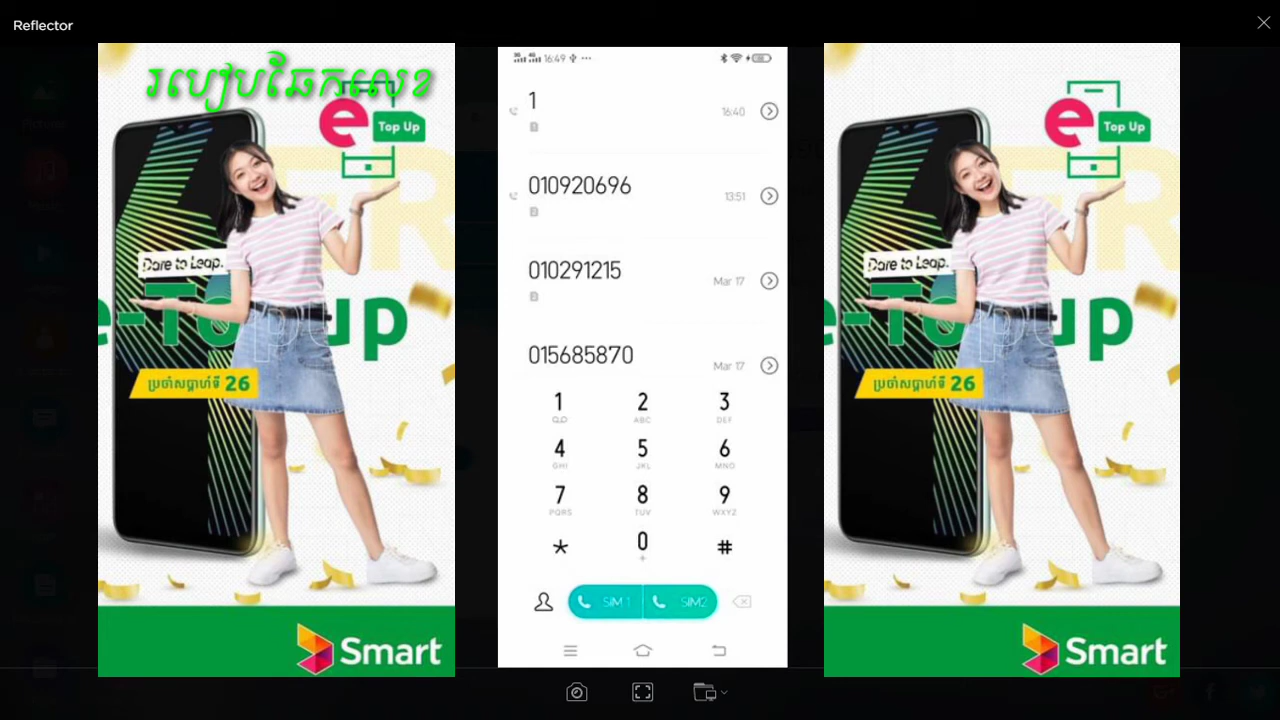 Reflector
របៀបឆែកលេខ
e Top Up
Dare to Leap.
e-Top up
ប្រចាំសប្តាហ៍ទី 26
Smart
16:49
1
16:40
010920696
13:51
010291215
Mar 17
015685870
Mar 17
1 2 3
ABC DEF
4 5 6
GHI JKL MNO
7 8 9
PQRS TUV WXYZ
* 0 #
+
SIM 1 SIM2
e Top Up
ER
Dare to Leap.
e-Top up
ប្រចាំសប្តាហ៍ទី 26
Smart